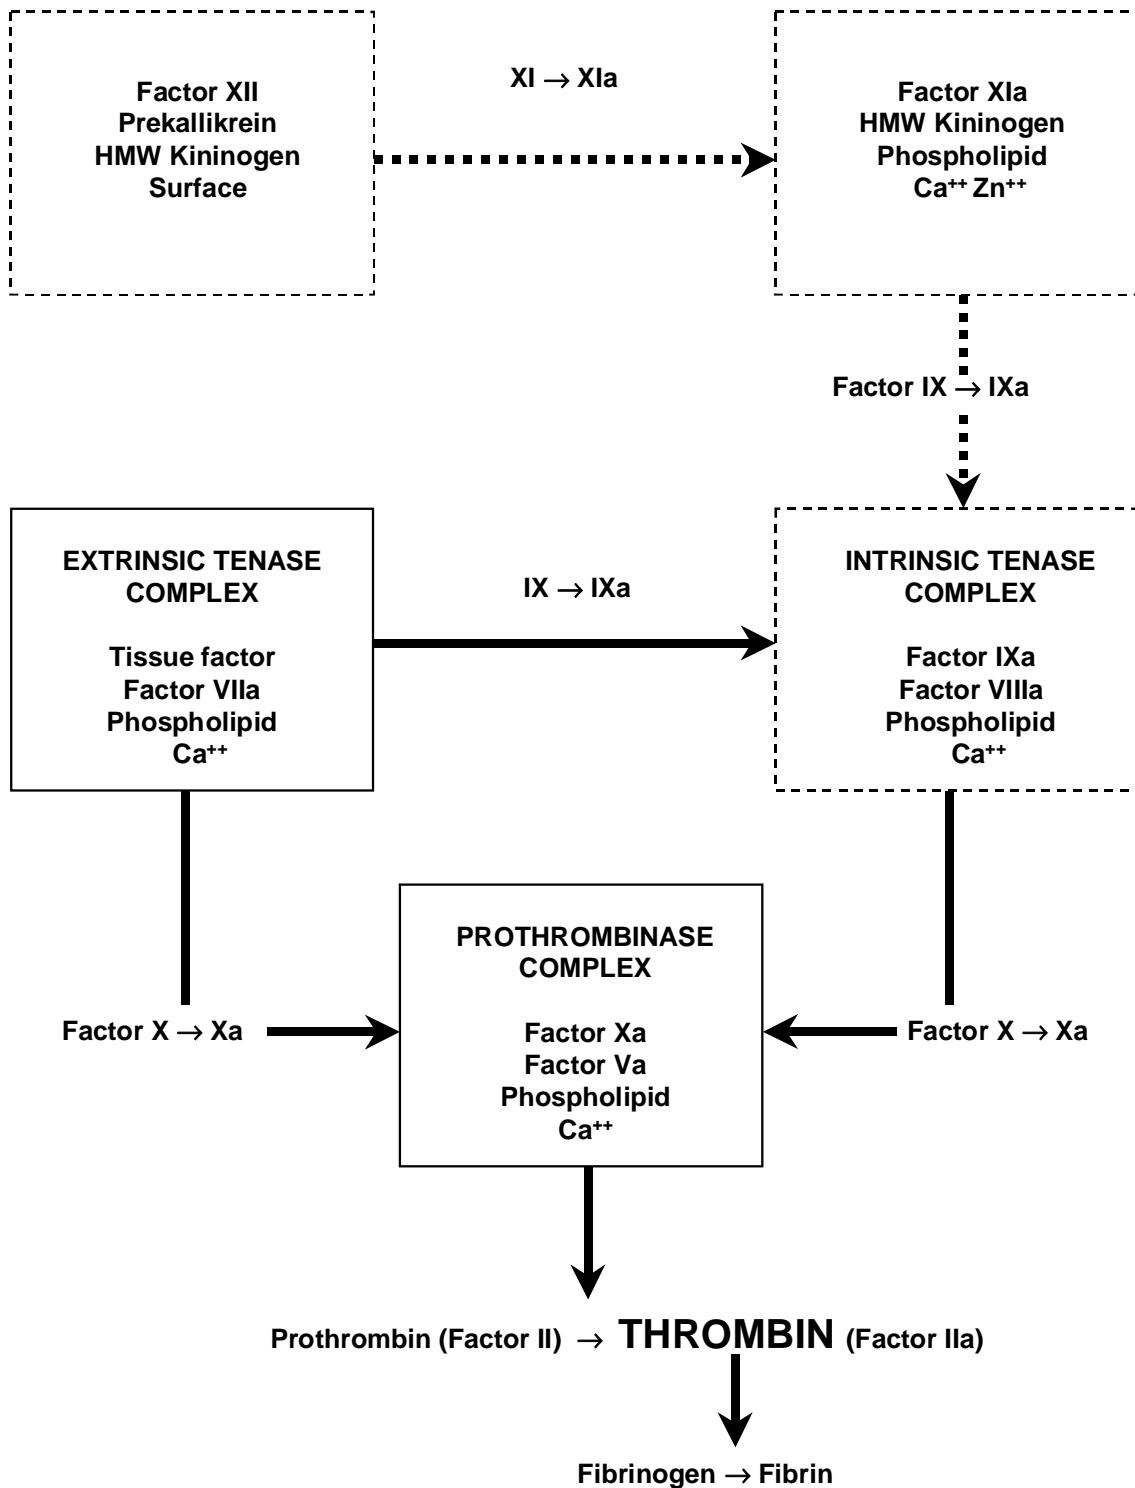 Factor XII
Prekallikrein
HMW Kininogen
Surface
XI → XIa
Factor XIa
HMW Kininogen
Phospholipid
Ca⁺⁺ Zn⁺⁺
Factor IX → IXa
EXTRINSIC TENASE
COMPLEX
Tissue factor
Factor VIIa
Phospholipid
Ca⁺⁺
IX → IXa
INTRINSIC TENASE
COMPLEX
Factor IXa
Factor VIIIa
Phospholipid
Ca⁺⁺
Factor X → Xa
PROTHROMBINASE
COMPLEX
Factor Xa
Factor Va
Phospholipid
Ca⁺⁺
Factor X → Xa
Prothrombin (Factor II) → THROMBIN (Factor IIa)
Fibrinogen → Fibrin